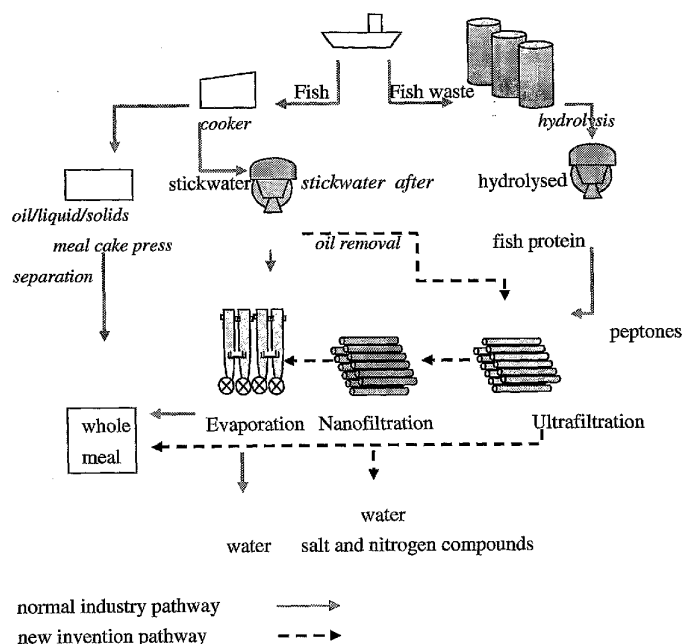 Fish
Fish waste
cooker
hydrolysis
stickwater
stickwater after
hydrolysed
oil/liquid/solids
meal cake press
oil removal
fish protein
separation
peptones
whole
meal
Evaporation
Nanofiltration
Ultrafiltration
water
water
salt and nitrogen compounds
normal industry pathway
new invention pathway